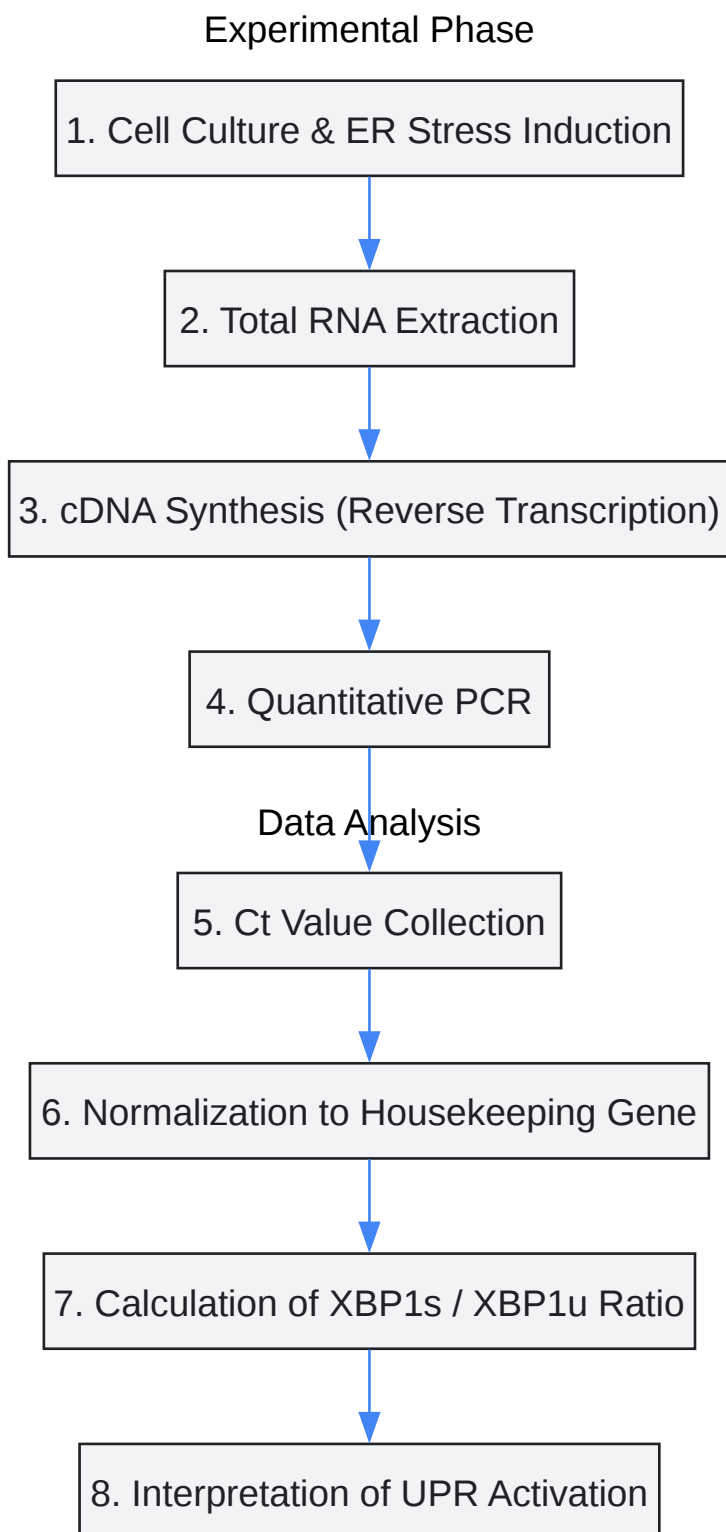 Experimental Phase
1. Cell Culture & ER Stress Induction
2. Total RNA Extraction
3. cDNA Synthesis (Reverse Transcription)
4. Quantitative PCR
Data Analysis
5. Ct Value Collection
6. Normalization to Housekeeping Gene
7. Calculation of XBP1s / XBP1u Ratio
8. Interpretation of UPR Activation